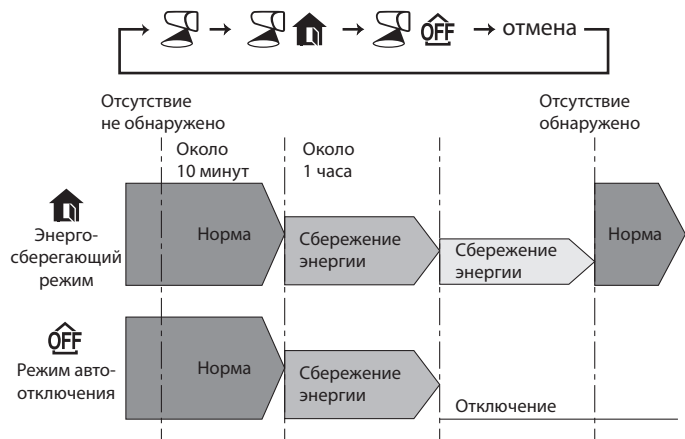 OFF отмена
Отсутствие
не обнаружено
Отсутствие
обнаружено
Около
10 минут
Около
1 часа
Энерго-
сберегающий
режим
Норма
Сбережение
энергии
Сбережение
энергии
Норма
OFF
Режим авто-
отключения
Норма
Сбережение
энергии
Отключение